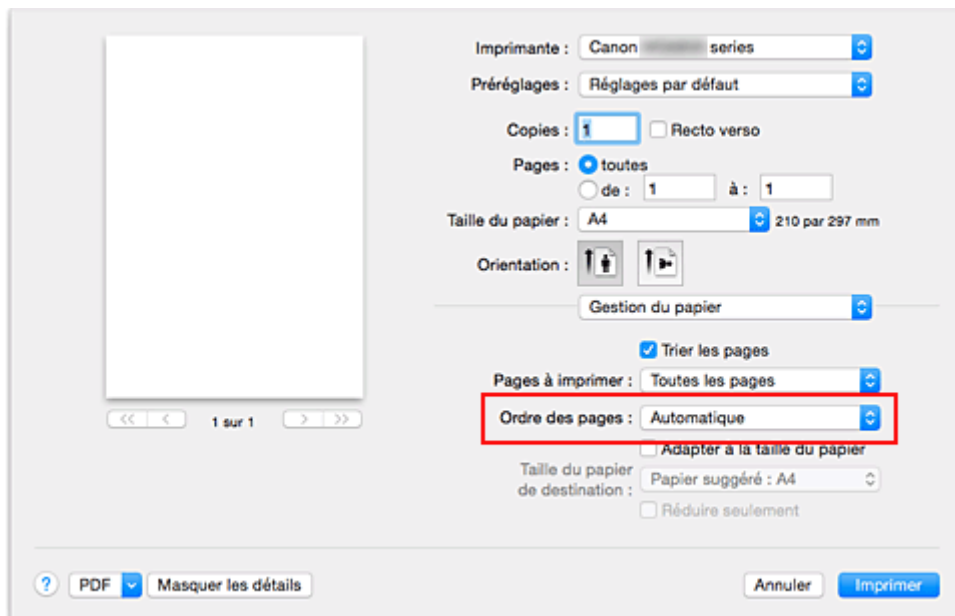 Imprimante : Canon series
Préréglages : Réglages par défaut
Copies : 1 Recto verso
Pages : toutes
de : 1 à : 1
Taille du papier : A4 210 par 297 mm
Orientation :
Gestion du papier
Trier les pages
Pages à imprimer : Toutes les pages
Ordre des pages : Automatique
Adapter à la taille du papier
Taille du papier
de destination : Papier suggéré : A4
Réduire seulement
<< < 1 sur 1 > >>
? PDF Masquer les détails Annuler Imprimer